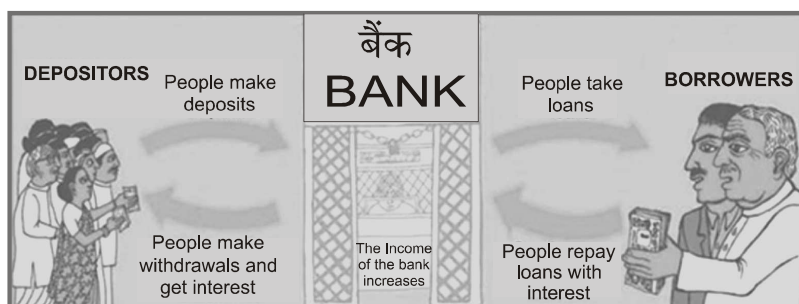 बैंक
BANK
DEPOSITORS
People make
deposits
People make
withdrawals and
get interest
The Income
of the bank
increases
People take
loans
BORROWERS
People repay
loans with
interest